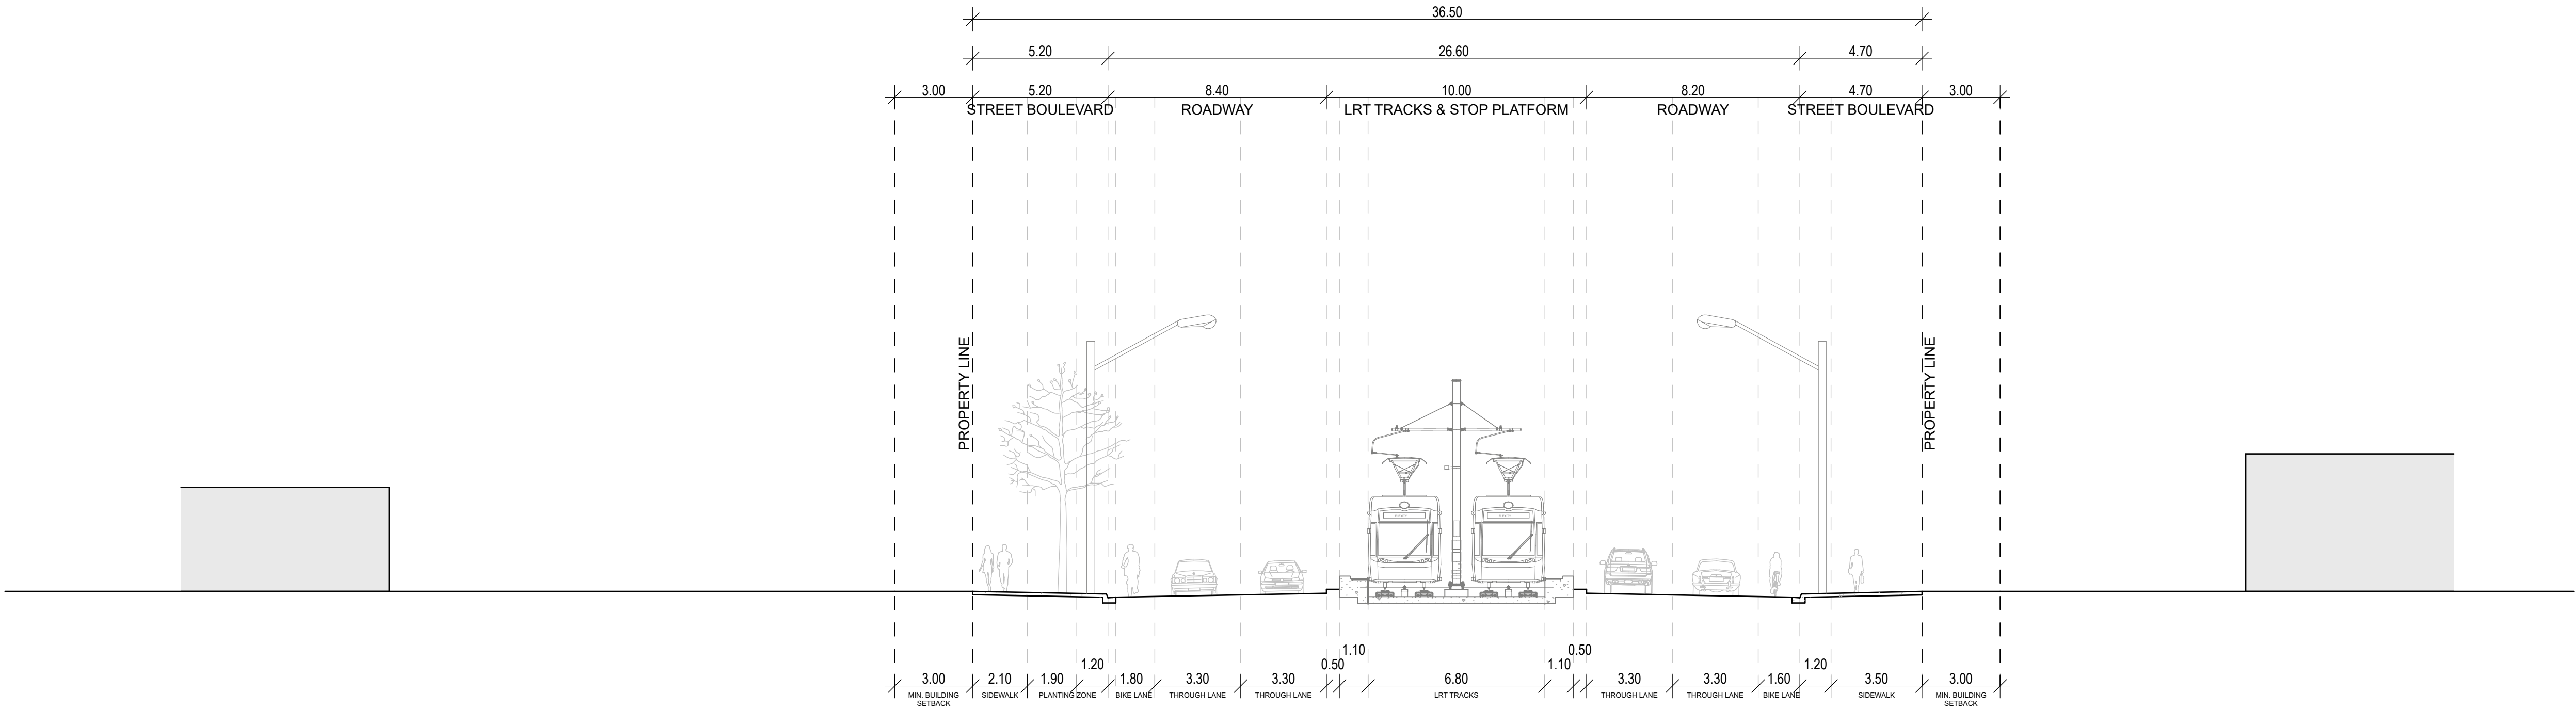 36.50
5.20 26.60 4.70
3.00 5.20 8.40 10.00 8.20 4.70 3.00
STREET BOULEVARD ROADWAY LRT TRACKS & STOP PLATFORM ROADWAY STREET BOULEVARD
PROPERTY LINE
PROPERTY LINE
1.10 0.50
1.20 0.50 1.10 1.20
3.00 2.10 1.90 1.80 3.30 3.30 6.80 3.30 3.30 1.60 3.50 3.00
MIN. BUILDING SIDEWALK PLANTING ZONE BIKE LANE THROUGH LANE THROUGH LANE LRT TRACKS THROUGH LANE THROUGH LANE BIKE LANE SIDEWALK MIN. BUILDING
SETBACK SETBACK